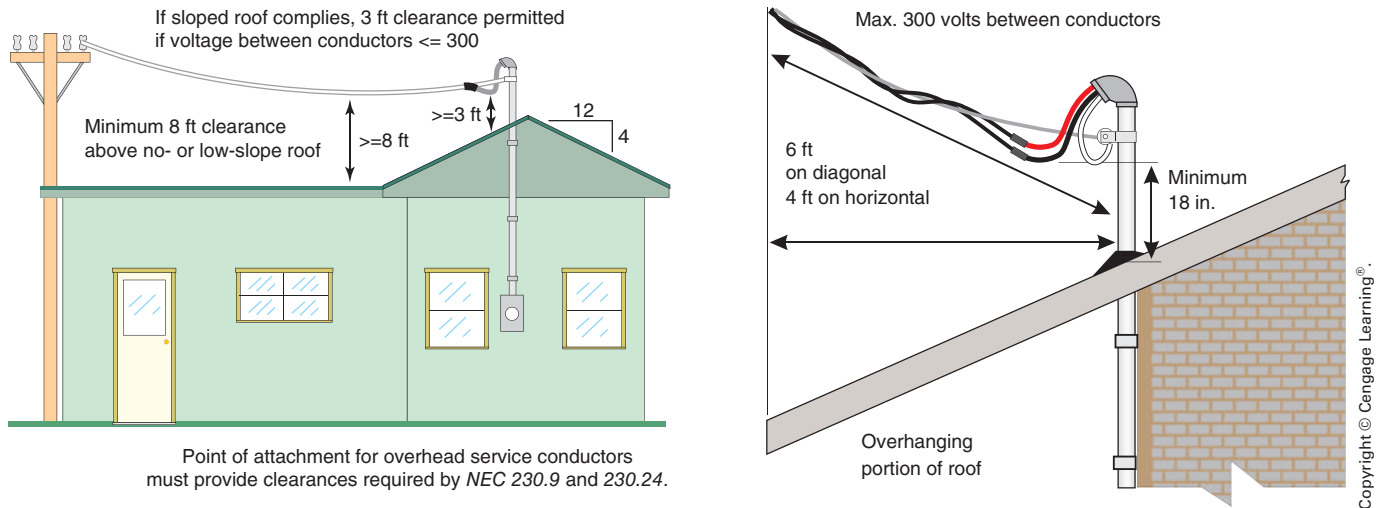 If sloped roof complies, 3 ft clearance permitted
if voltage between conductors <= 300
Minimum 8 ft clearance
above no- or low-slope roof
>=8 ft
>=3 ft
12
4
Point of attachment for overhead service conductors
must provide clearances required by NEC 230.9 and 230.24.
Max. 300 volts between conductors
6 ft
on diagonal
4 ft on horizontal
Minimum
18 in.
Overhanging
portion of roof
Copyright © Cengage Learning®.